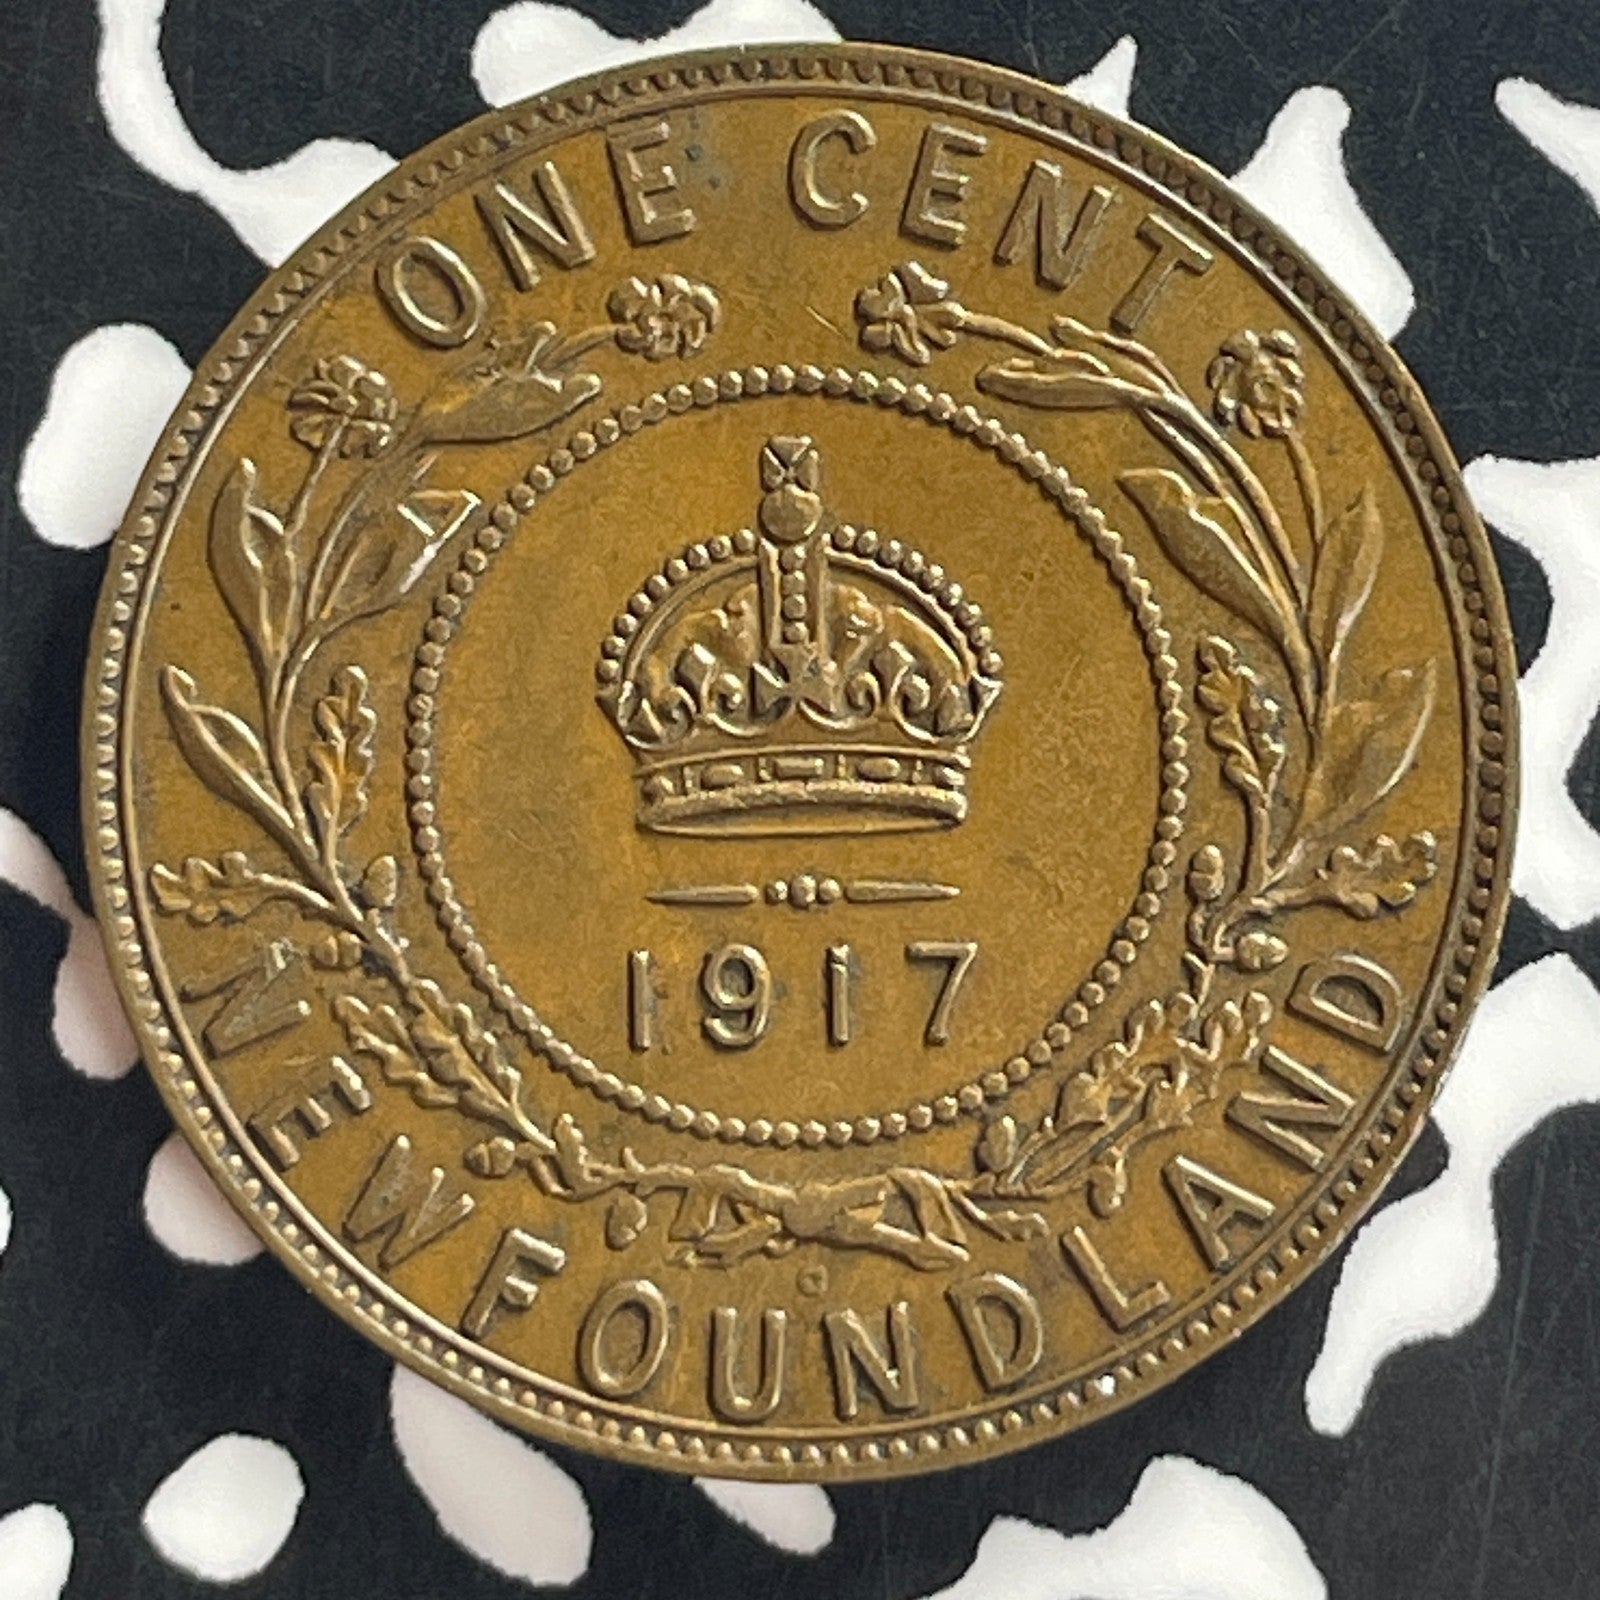 ONE CENT
1917
NEWFOUNDLAND
C